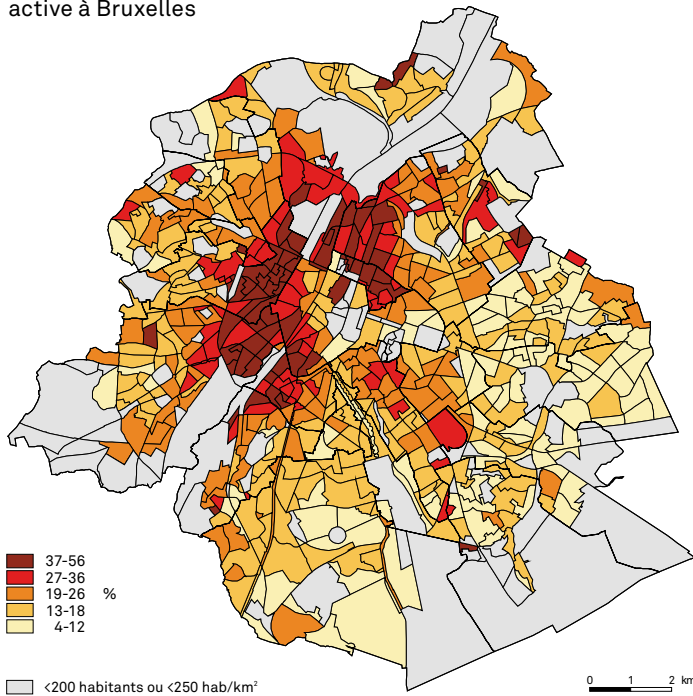 active à Bruxelles
37-56
27-36
19-26 %
13-18
4-12
<200 habitants ou <250 hab/km²
0 1 2 km